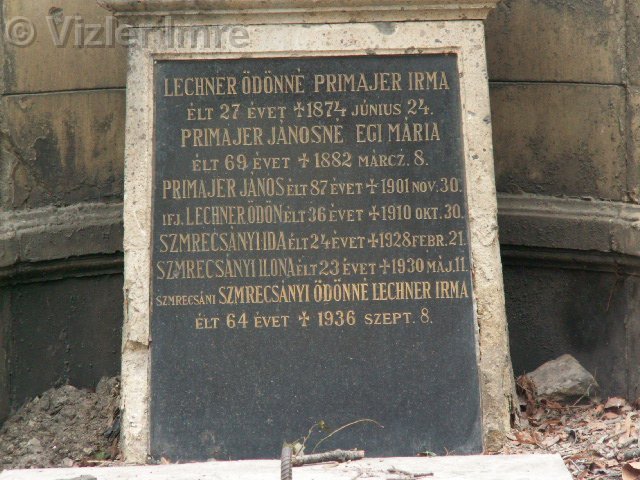 © VizlerImre
LECHNER ÖDÖNNÉ PRIMAJER IRMA
ÉLT 27 ÉVET ✝ 1874 JÚNIUS 24.
PRIMAJER JÁNOSNÉ EGI MÁRIA
ÉLT 69 ÉVET ✝ 1882 MÁRCZ. 8.
PRIMAJER JÁNOS ÉLT 87 ÉVET ✝ 1901 NOV. 30.
IFJ. LECHNER ÖDÖN ÉLT 36 ÉVET ✝ 1910 OKT. 30.
SZMRECSÁNYI IDA ÉLT 24 ÉVET ✝ 1928 FEBR. 21.
SZMRECSÁNYI ILONA ÉLT 23 ÉVET ✝ 1930 MÁJ. 11.
SZMRECSÁNI SZMRECSÁNYI ÖDÖNNÉ LECHNER IRMA
ÉLT 64 ÉVET ✝ 1936 SZEPT. 8.